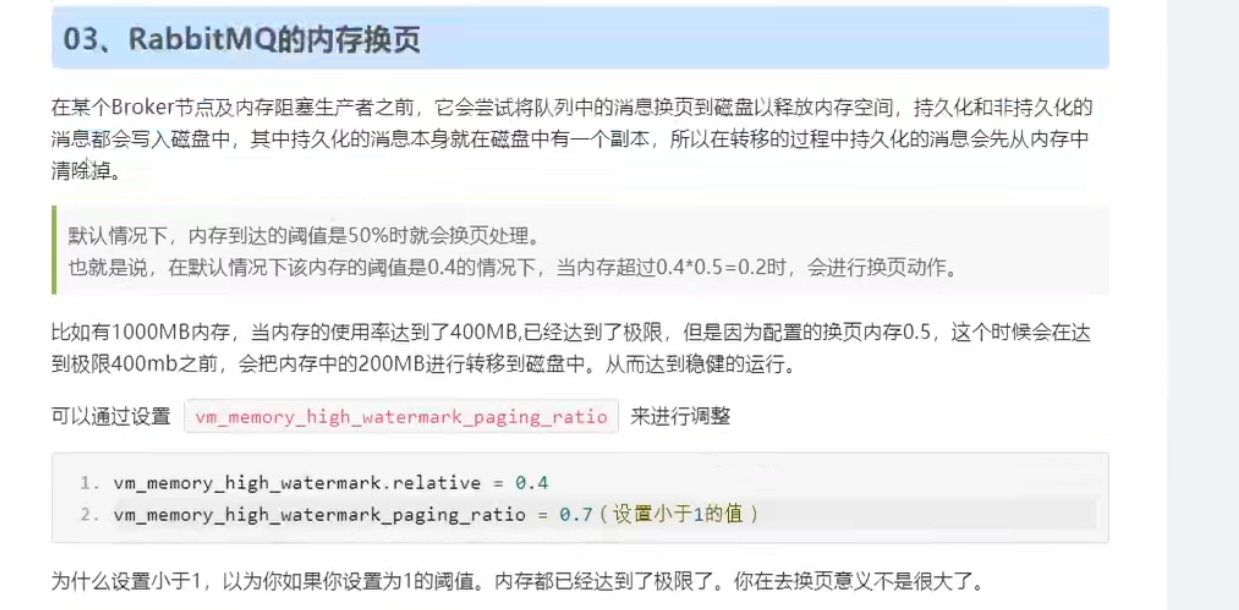 03、RabbitMQ的内存换页
在某个Broker节点及内存阻塞生产者之前，它会尝试将队列中的消息换页到磁盘以释放内存空间，持久化和非持久化的
消息都会写入磁盘中，其中持久化的消息本身就在磁盘中有一个副本，所以在转移的过程中持久化的消息会先从内存中
清除掉。
默认情况下，内存到达的阈值是50%时就会换页处理。
也就是说，在默认情况下该内存的阈值是0.4的情况下，当内存超过0.4*0.5=0.2时，会进行换页动作。
比如有1000MB内存，当内存的使用率达到了400MB,已经达到了极限，但是因为配置的换页内存0.5，这个时候会在达
到极限400mb之前，会把内存中的200MB进行转移到磁盘中。从而达到稳健的运行。
可以通过设置 vm_memory_high_watermark_paging_ratio 来进行调整
1. vm_memory_high_watermark.relative = 0.4
2. vm_memory_high_watermark_paging_ratio = 0.7（设置小于1的值）
为什么设置小于1，以为你如果你设置为1的阈值。内存都已经达到了极限了。你在去换页意义不是很大了。